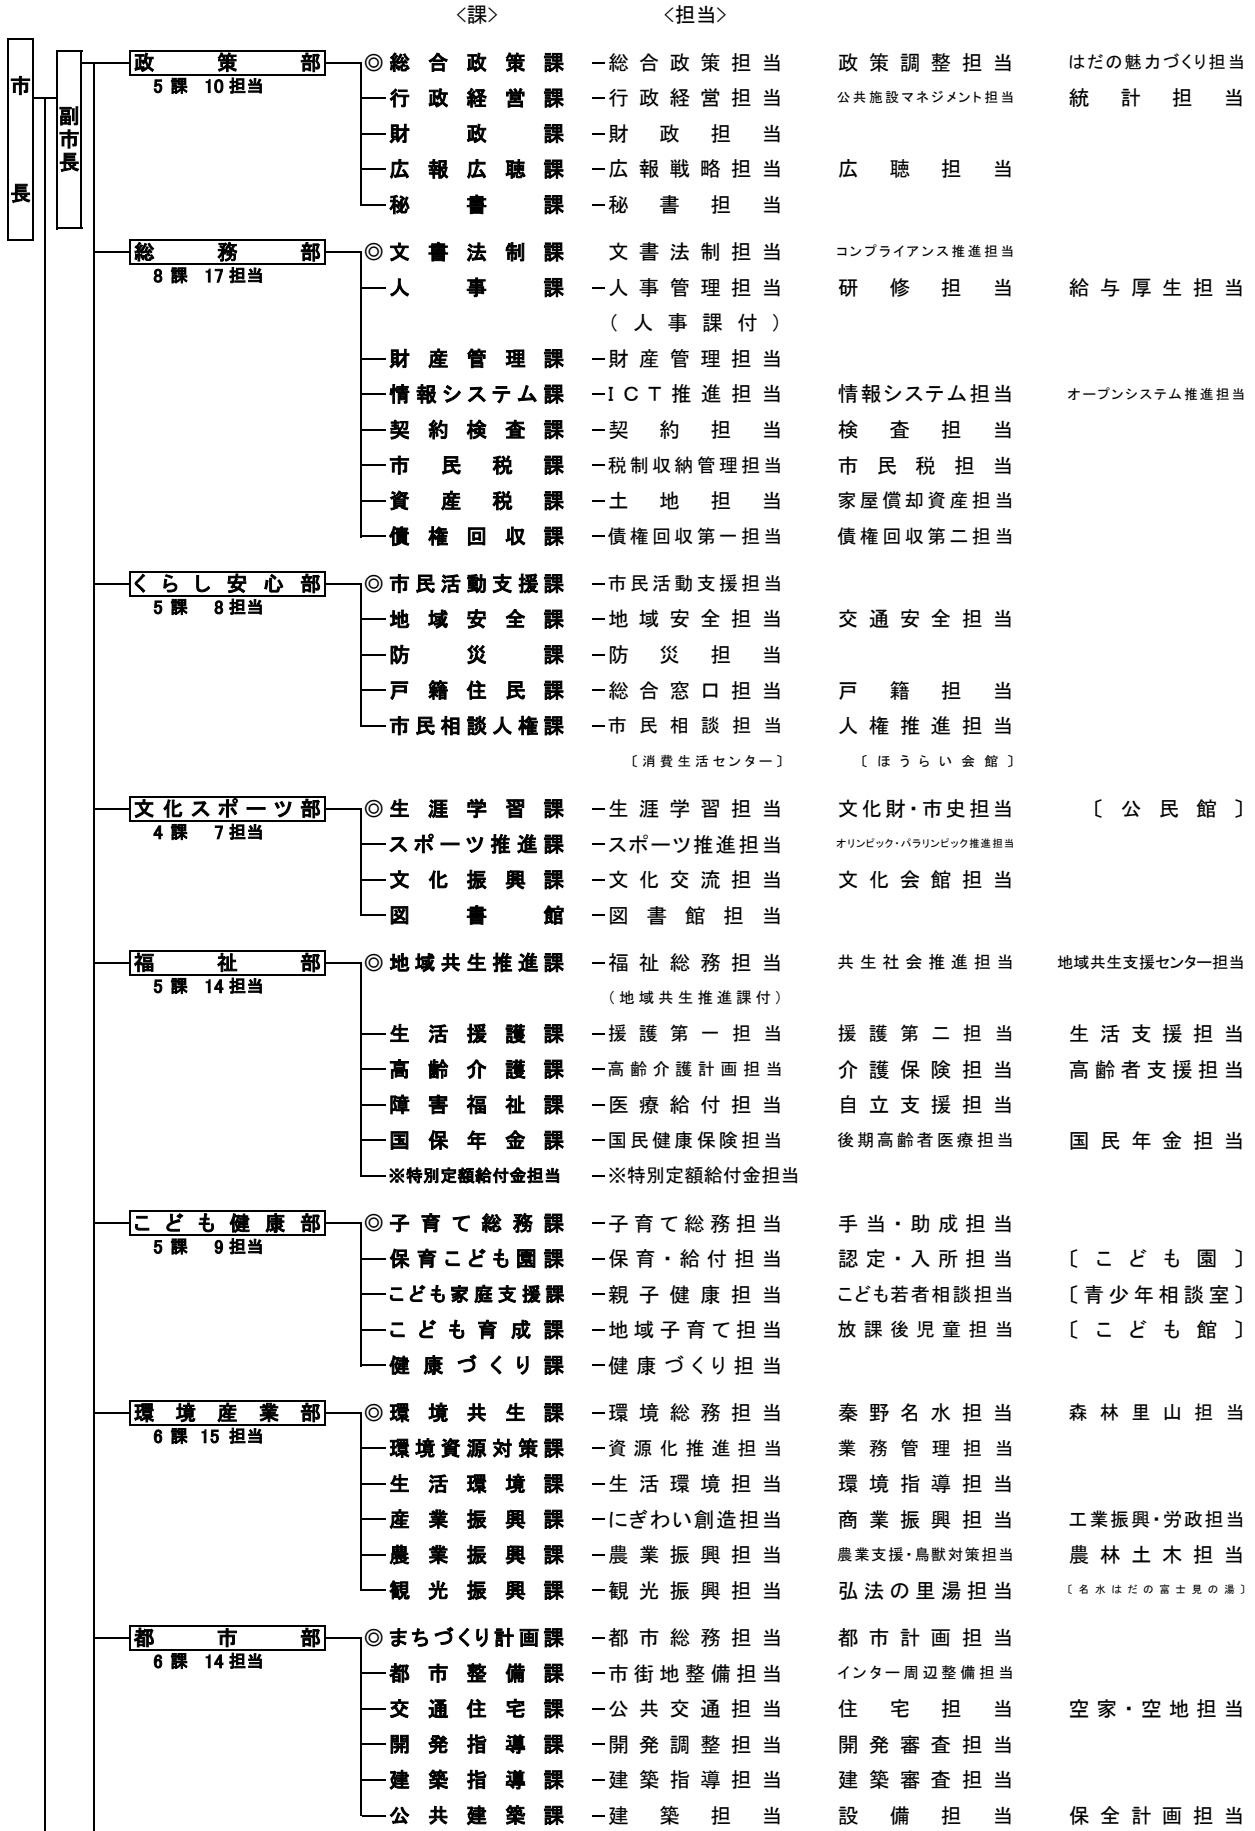 <課> <担当>
市長
副市長
政策部 ◎総合政策課 －総合政策担当 政策調整担当 はだの魅力づくり担当
5課 10担当
行政経営課 －行政経営担当 公共施設マネジメント担当 統計担当
財政課 －財政担当
広報広聴課 －広報戦略担当 広聴担当
秘書課 －秘書担当
総務部 ◎文書法制課 文書法制担当 コンプライアンス推進担当
8課 17担当
人事課 －人事管理担当 研修担当 給与厚生担当
(人事課付)
財産管理課 －財産管理担当
情報システム課 －ICT推進担当 情報システム担当 オープンシステム推進担当
契約検査課 －契約担当 検査担当
市民税課 －税制収納管理担当 市民税担当
資産税課 －土地担当 家屋償却資産担当
債権回収課 －債権回収第一担当 債権回収第二担当
くらし安心部 ◎市民活動支援課 －市民活動支援担当
5課 8担当
地域安全課 －地域安全担当 交通安全担当
防災課 －防災担当
戸籍住民課 －総合窓口担当 戸籍担当
市民相談人権課 －市民相談担当 人権推進担当
〔消費生活センター〕 〔ほうらい会館〕
文化スポーツ部 ◎生涯学習課 －生涯学習担当 文化財・市史担当 〔公民館〕
4課 7担当
スポーツ推進課 －スポーツ推進担当 オリンピック・パラリンピック推進担当
文化振興課 －文化交流担当 文化会館担当
図書館 －図書館担当
福祉部 ◎地域共生推進課 －福祉総務担当 共生社会推進担当 地域共生支援センター担当
5課 14担当
(地域共生推進課付)
生活援護課 －援護第一担当 援護第二担当 生活支援担当
高齢介護課 －高齢介護計画担当 介護保険担当 高齢者支援担当
障害福祉課 －医療給付担当 自立支援担当
国保年金課 －国民健康保険担当 後期高齢者医療担当 国民年金担当
※特別定額給付金担当 －※特別定額給付金担当
こども健康部 ◎子育て総務課 －子育て総務担当 手当・助成担当
5課 9担当
保育こども園課 －保育・給付担当 認定・入所担当 〔こども園〕
こども家庭支援課 －親子健康担当 こども若者相談担当 〔青少年相談室〕
こども育成課 －地域子育て担当 放課後児童担当 〔こども館〕
健康づくり課 －健康づくり担当
環境産業部 ◎環境共生課 －環境総務担当 秦野名水担当 森林里山担当
6課 15担当
環境資源対策課 －資源化推進担当 業務管理担当
生活環境課 －生活環境担当 環境指導担当
産業振興課 －にぎわい創造担当 商業振興担当 工業振興・労政担当
農業振興課 －農業振興担当 農業支援・鳥獣対策担当 農林土木担当
観光振興課 －観光振興担当 弘法の里湯担当 〔名水はだの富士見の湯〕
都市部 ◎まちづくり計画課 －都市総務担当 都市計画担当
6課 14担当
都市整備課 －市街地整備担当 インター周辺整備担当
交通住宅課 －公共交通担当 住宅担当 空家・空地担当
開発指導課 －開発調整担当 開発審査担当
建築指導課 －建築指導担当 建築審査担当
公共建築課 －建築担当 設備担当 保全計画担当